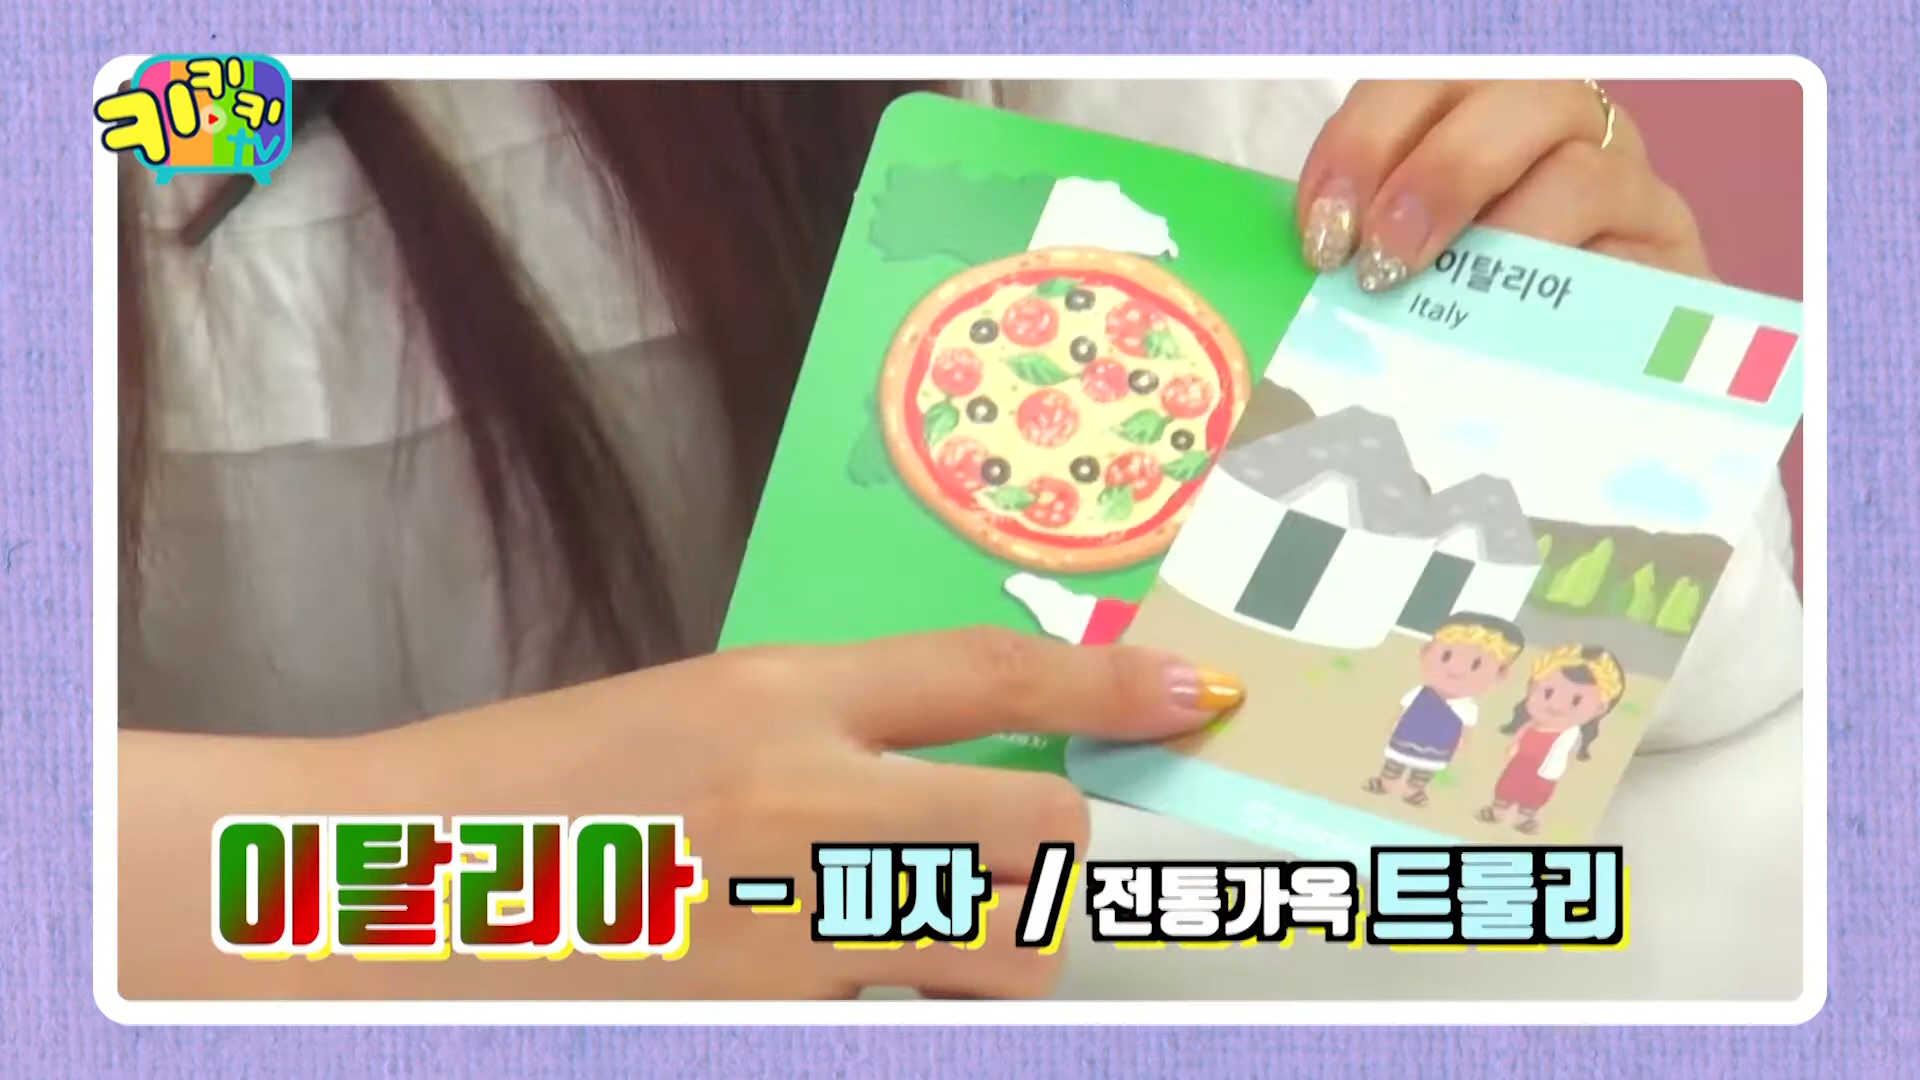 키키키
tv
이탈리아
Italy
이탈리아 - 피자 / 전통가옥 트룰리